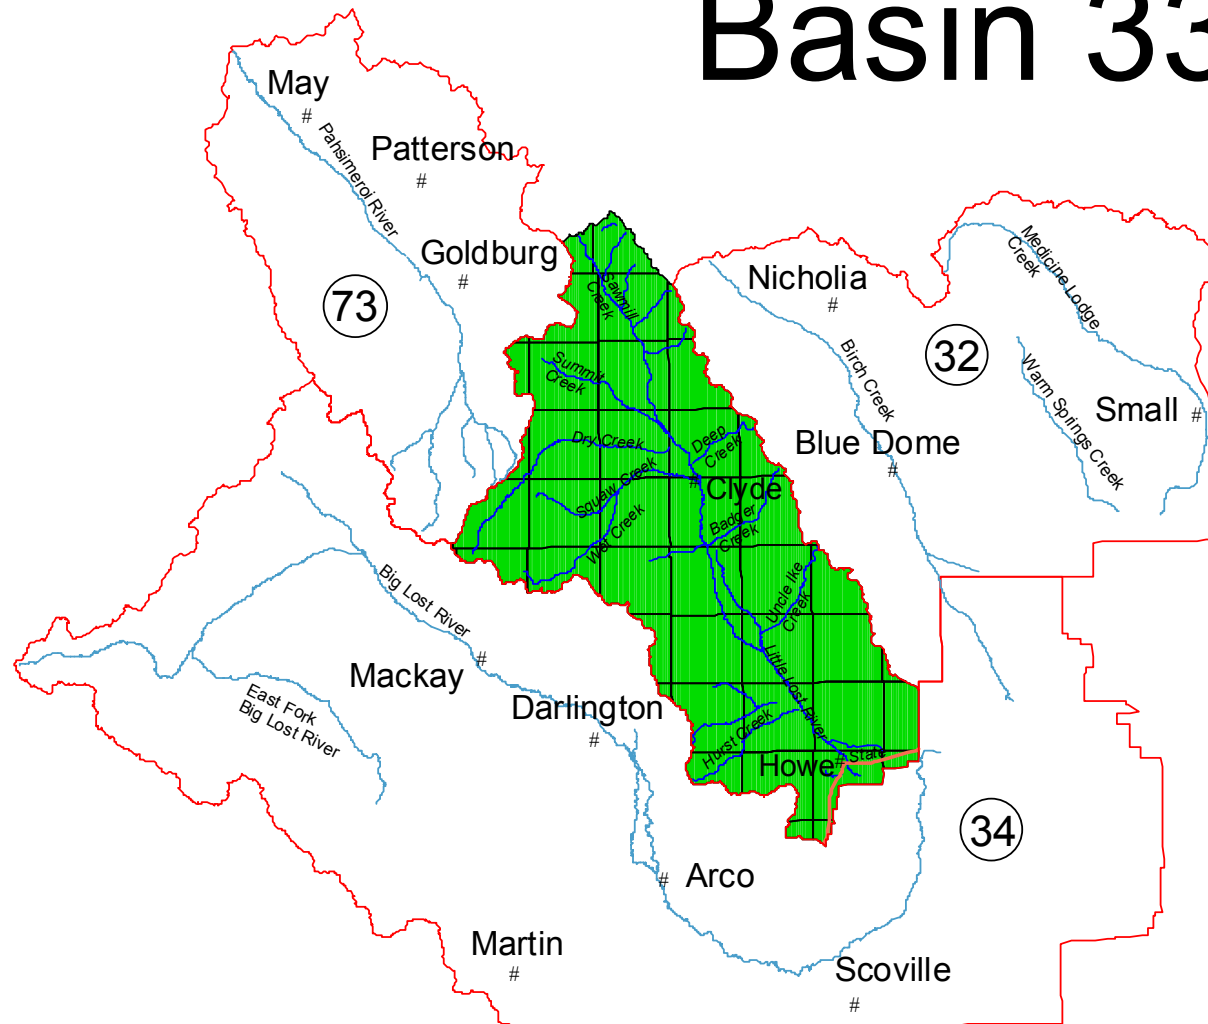 Basin 33
May
#
Pahsimeroi River
Patterson
#
Goldburg
#
73
Sawmill
Creek
Nicholia
#
Medicine Lodge
Creek
32
Birch Creek
Warm Springs Creek
Small #
Summit
Creek
Dry Creek
Deep
Creek
Blue Dome
#
Squaw Creek
# Clyde
Wet Creek
Badger
Creek
Big Lost River
Uncle Ike
Creek
#
Mackay
Little Lost River
East Fork
Big Lost River
Darlington
#
Hurst Creek
Howe # State
34
# Arco
Martin
#
Scoville
#